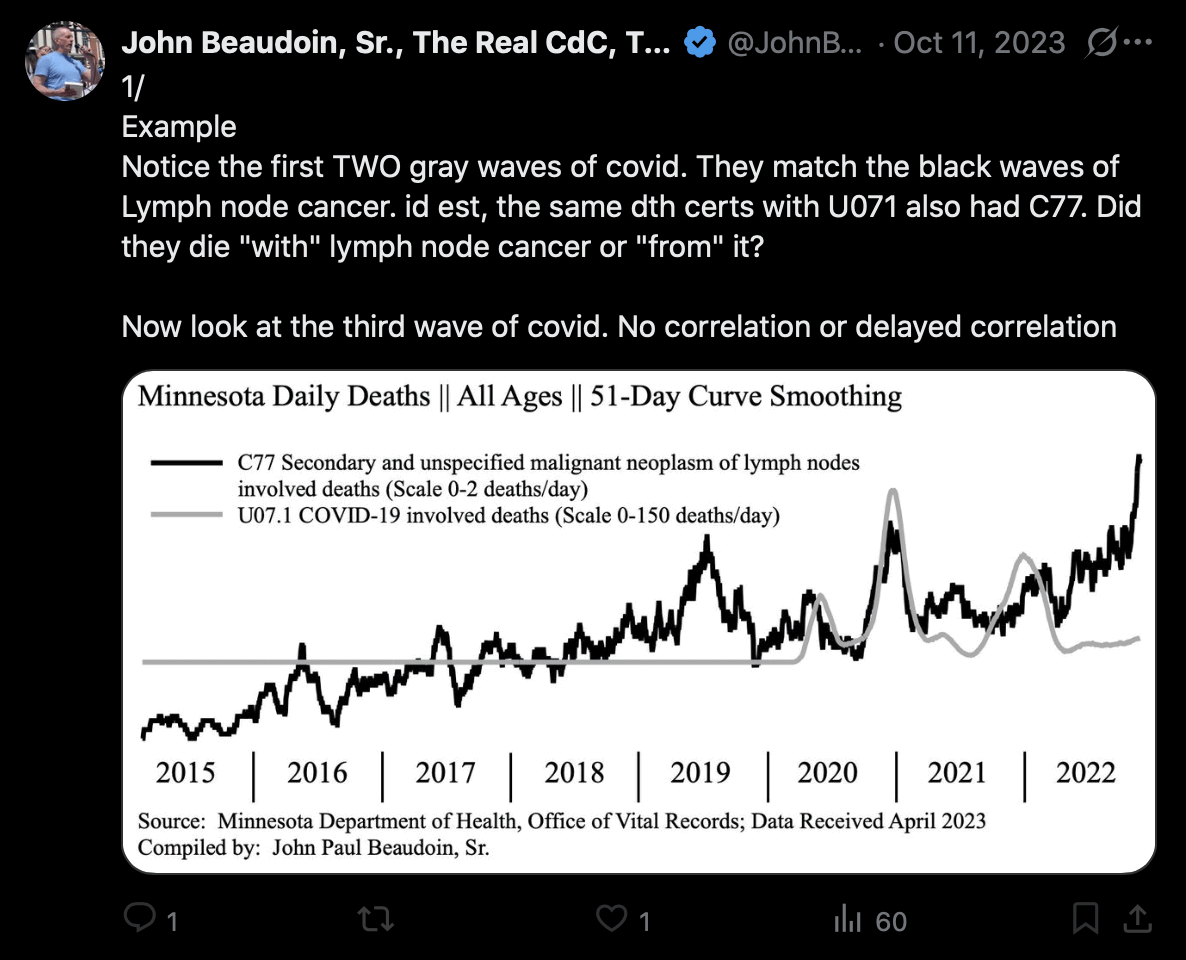 John Beaudoin, Sr., The Real CdC, T... @JohnB... · Oct 11, 2023
1/
Example
Notice the first TWO gray waves of covid. They match the black waves of
Lymph node cancer. id est, the same dth certs with U071 also had C77. Did
they die "with" lymph node cancer or "from" it?
Now look at the third wave of covid. No correlation or delayed correlation
Minnesota Daily Deaths || All Ages || 51-Day Curve Smoothing
C77 Secondary and unspecified malignant neoplasm of lymph nodes
involved deaths (Scale 0-2 deaths/day)
U07.1 COVID-19 involved deaths (Scale 0-150 deaths/day)
2015 | 2016 | 2017 | 2018 | 2019 | 2020 | 2021 | 2022
Source: Minnesota Department of Health, Office of Vital Records; Data Received April 2023
Compiled by: John Paul Beaudoin, Sr.
1 1 60